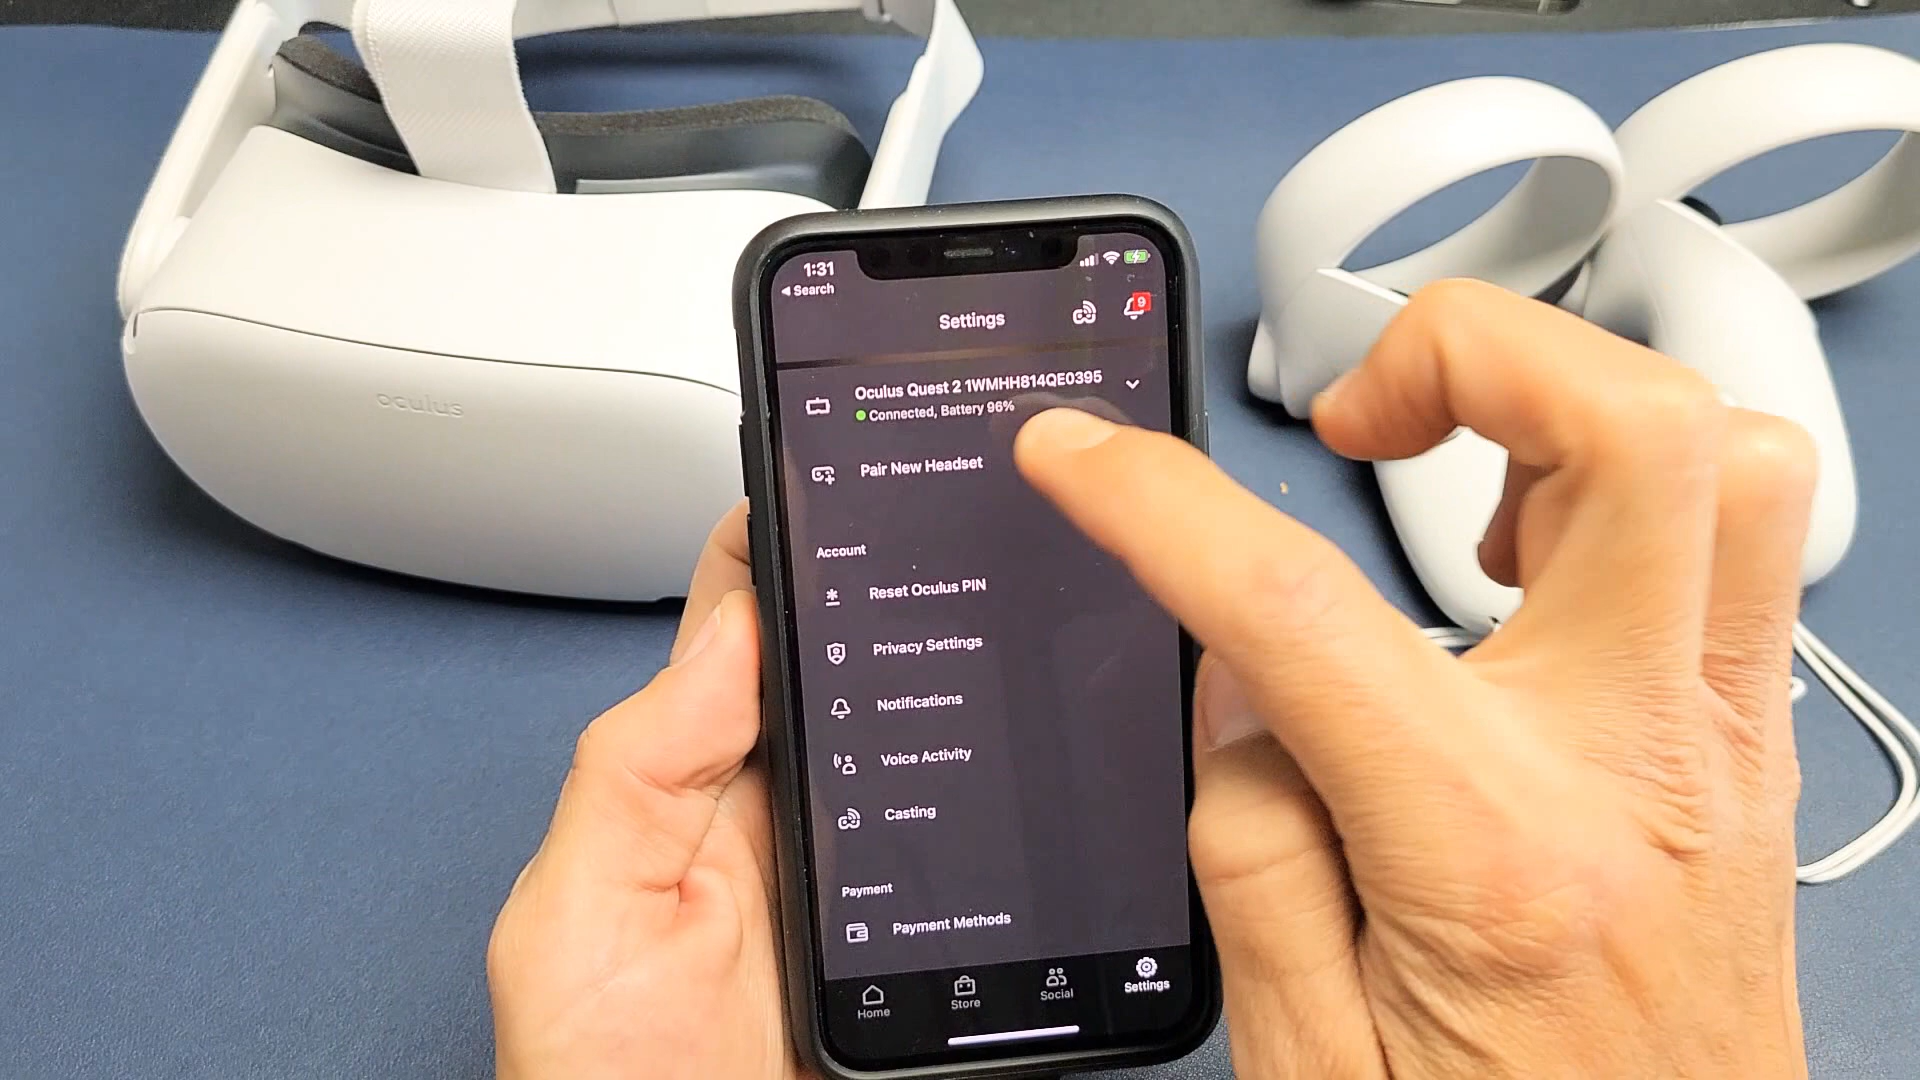 oculus
1:31
Search
Settings
9
Oculus Quest 2 1WMHH814QE0395
Connected, Battery 96%
Pair New Headset
Account
Reset Oculus PIN
Privacy Settings
Notifications
Voice Activity
Casting
Payment
Payment Methods
Home
Store
Social
Settings